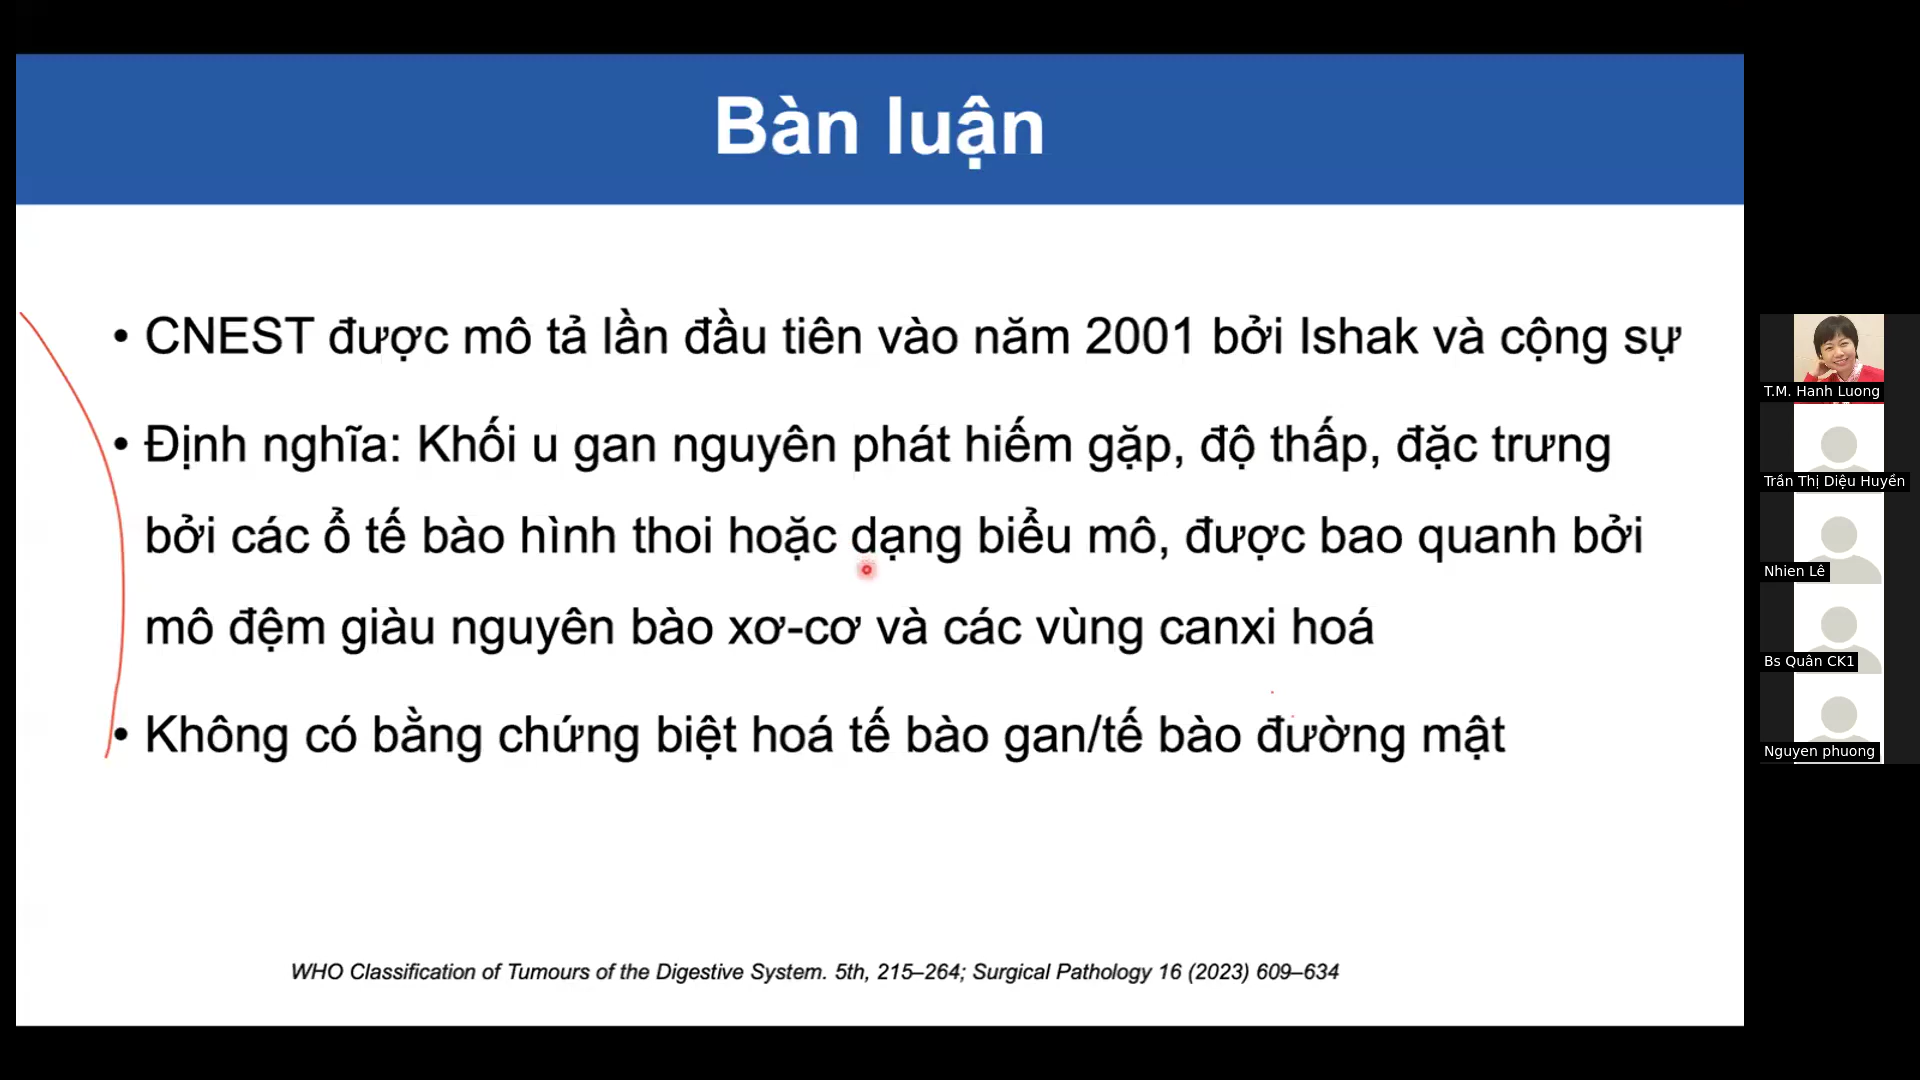 Bàn luận
• CNEST được mô tả lần đầu tiên vào năm 2001 bởi Ishak và cộng sự
• Định nghĩa: Khối u gan nguyên phát hiếm gặp, độ thấp, đặc trưng
bởi các ổ tế bào hình thoi hoặc dạng biểu mô, được bao quanh bởi
mô đệm giàu nguyên bào xơ-cơ và các vùng canxi hoá
• Không có bằng chứng biệt hoá tế bào gan/tế bào đường mật
WHO Classification of Tumours of the Digestive System. 5th, 215–264; Surgical Pathology 16 (2023) 609–634
T.M. Hanh Luong
Trần Thị Diệu Huyền
Nhien Lê
Bs Quân CK1
Nguyen phuong